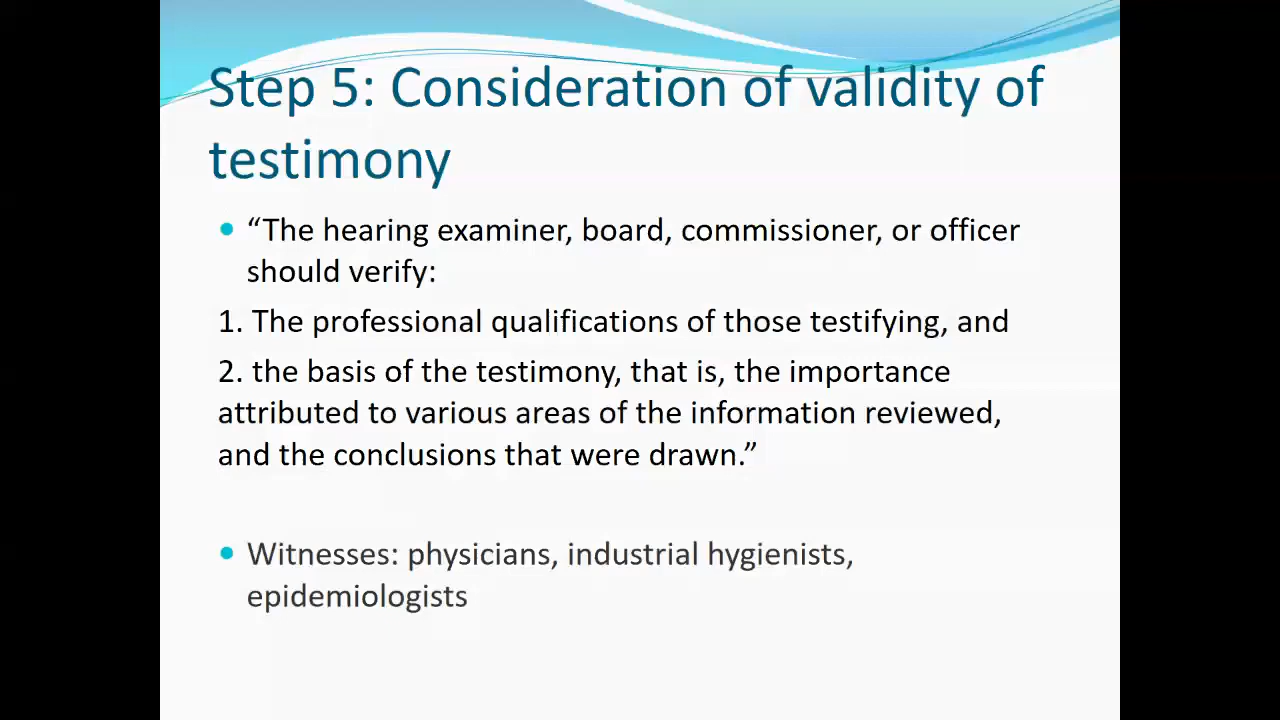 Step 5: Consideration of validity of
testimony
• “The hearing examiner, board, commissioner, or officer
should verify:
1. The professional qualifications of those testifying, and
2. the basis of the testimony, that is, the importance
attributed to various areas of the information reviewed,
and the conclusions that were drawn.”
• Witnesses: physicians, industrial hygienists,
epidemiologists